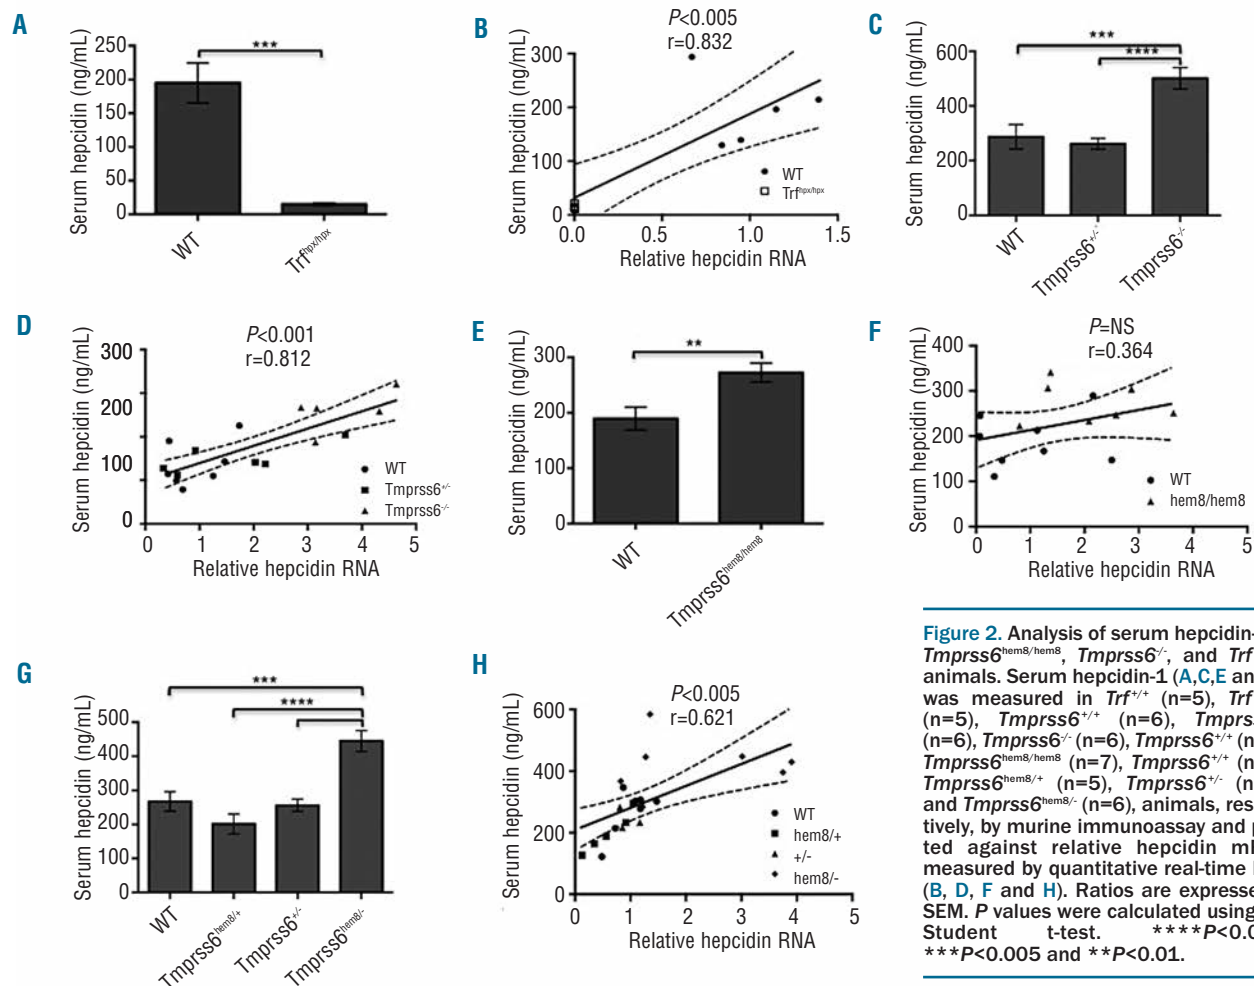 A
Serum hepcidin (ng/mL)
250
200
150
100
50
0
***
WT
Trf^hpx/hpx
B
P<0.005
r=0.832
Serum hepcidin (ng/mL)
300
200
100
0
0.0 0.5 1.0 1.5
Relative hepcidin RNA
WT
Trf^hpx/hpx
C
Serum hepcidin (ng/mL)
600
400
200
0
***
****
WT
Tmprss6^+/-
Tmprss6^-/-
D
P<0.001
r=0.812
Serum hepcidin (ng/mL)
300
200
100
0
0 1 2 3 4 5
Relative hepcidin RNA
WT
Tmprss6^+/-
Tmprss6^-/-
E
Serum hepcidin (ng/mL)
300
200
100
0
**
WT
Tmprss6^hem8/hem8
F
P=NS
r=0.364
Serum hepcidin (ng/mL)
400
300
200
100
0
0 1 2 3 4 5
Relative hepcidin RNA
WT
hem8/hem8
G
Serum hepcidin (ng/mL)
500
400
300
200
100
0
***
****
WT
Tmprss6^hem8/+
Tmprss6^+/-
Tmprss6^hem8/-
H
P<0.005
r=0.621
Serum hepcidin (ng/mL)
600
400
200
0
0 1 2 3 4 5
Relative hepcidin RNA
WT
hem8/+
+/-
hem8/-
Figure 2. Analysis of serum hepcidin-
Tmprss6^hem8/hem8, Tmprss6^-/-, and Trf
animals. Serum hepcidin-1 (A,C,E an
was measured in Trf^+/+ (n=5), Trf
(n=5), Tmprss6^+/+ (n=6), Tmprss
(n=6), Tmprss6^-/- (n=6), Tmprss6^+/+ (n
Tmprss6^hem8/hem8 (n=7), Tmprss6^+/+ (n
Tmprss6^hem8/+ (n=5), Tmprss6^+/- (n
and Tmprss6^hem8/- (n=6), animals, res
tively, by murine immunoassay and p
ted against relative hepcidin m
measured by quantitative real-time
(B, D, F and H). Ratios are expresse
SEM. P values were calculated using
Student t-test. ****P<0.0
***P<0.005 and **P<0.01.